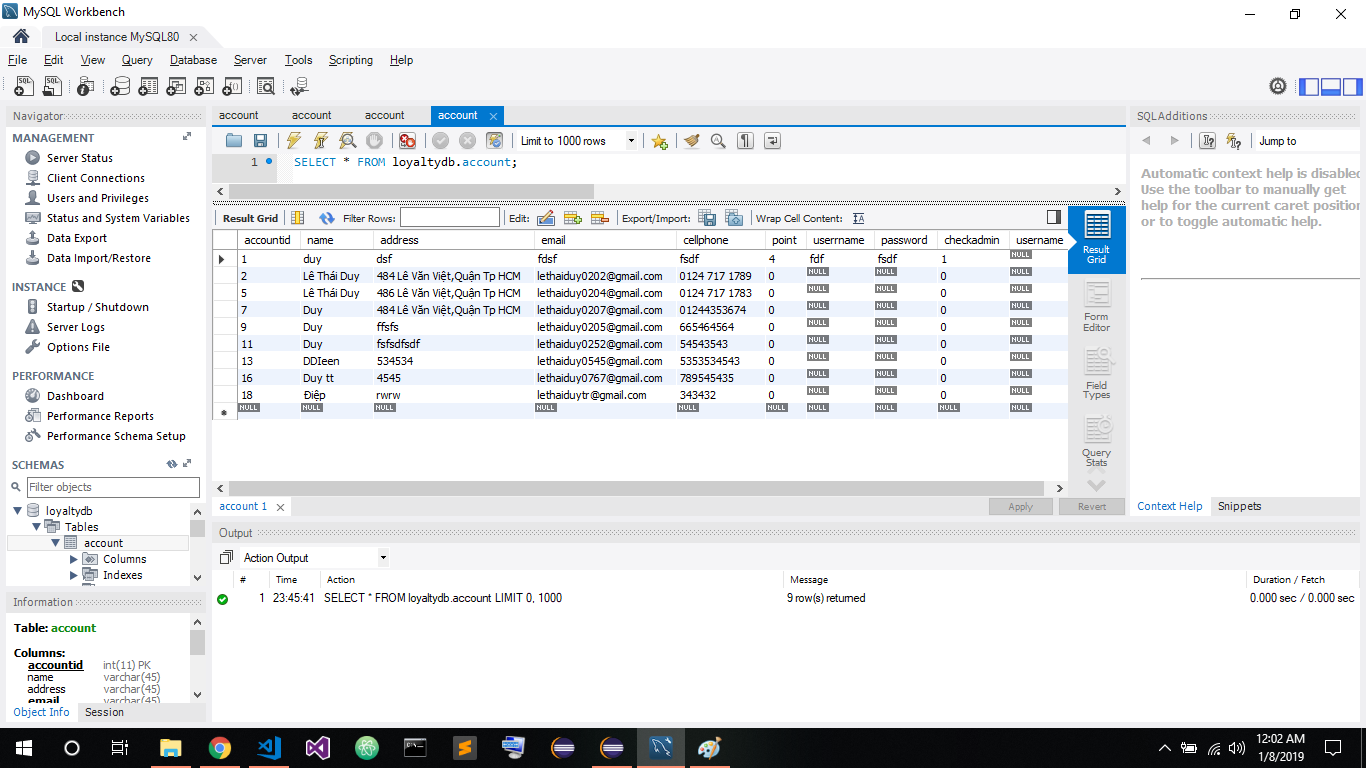 MySQL Workbench
Local instance MySQL80
File Edit View Query Database Server Tools Scripting Help
Navigator
MANAGEMENT
Server Status
Client Connections
Users and Privileges
Status and System Variables
Data Export
Data Import/Restore
INSTANCE
Startup / Shutdown
Server Logs
Options File
PERFORMANCE
Dashboard
Performance Reports
Performance Schema Setup
SCHEMAS
Filter objects
loyaltydb
Tables
account
Columns
Indexes
Information
Table: account
Columns:
accountid int(11) PK
name varchar(45)
address varchar(45)
email varchar(45)
Object Info Session
account account account account
Limit to 1000 rows
1 SELECT * FROM loyaltydb.account;
Result Grid Filter Rows: Edit: Export/Import: Wrap Cell Content:
accountid name address email cellphone point userrname password checkadmin username
1 duy dsf fdsf fsdf 4 fdf fsdf 1 NULL
2 Lê Thái Duy 484 Lê Văn Việt,Quận Tp HCM lethaiduy0202@gmail.com 0124 717 1789 0 NULL NULL 0 NULL
5 Lê Thái Duy 486 Lê Văn Việt,Quận Tp HCM lethaiduy0204@gmail.com 0124 717 1783 0 NULL NULL 0 NULL
7 Duy 484 Lê Văn Việt,Quận Tp HCM lethaiduy0207@gmail.com 01244353674 0 NULL NULL 0 NULL
9 Duy ffsfs lethaiduy0205@gmail.com 665464564 0 NULL NULL 0 NULL
11 Duy fsfsdfsdf lethaiduy0252@gmail.com 54543543 0 NULL NULL 0 NULL
13 DDIeen 534534 lethaiduy0545@gmail.com 5353534543 0 NULL NULL 0 NULL
16 Duy tt 4545 lethaiduy0767@gmail.com 789545435 0 NULL NULL 0 NULL
18 Điệp rwrw lethaiduytr@gmail.com 343432 0 NULL NULL 0 NULL
NULL NULL NULL NULL NULL NULL NULL NULL NULL NULL
Result Grid
Form Editor
Field Types
Query Stats
account 1 Apply Revert
SQLAdditions
Jump to
Automatic context help is disabled
Use the toolbar to manually get
help for the current caret position
or to toggle automatic help.
Context Help Snippets
Output
Action Output
# Time Action Message Duration / Fetch
1 23:45:41 SELECT * FROM loyaltydb.account LIMIT 0, 1000 9 row(s) returned 0.000 sec / 0.000 sec
12:02 AM
1/8/2019